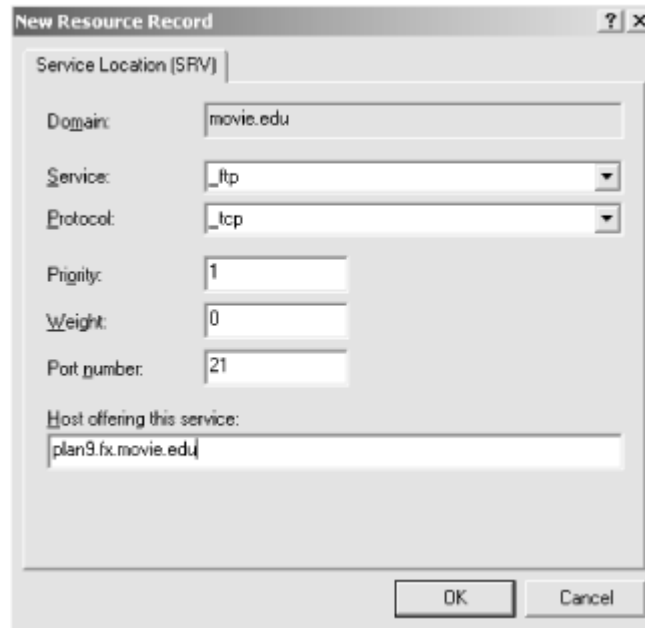 New Resource Record
Service Location (SRV)
Domain: movie.edu
Service: _ftp
Protocol: _tcp
Priority: 1
Weight: 0
Port number: 21
Host offering this service:
plan9.fx.movie.edu
OK Cancel